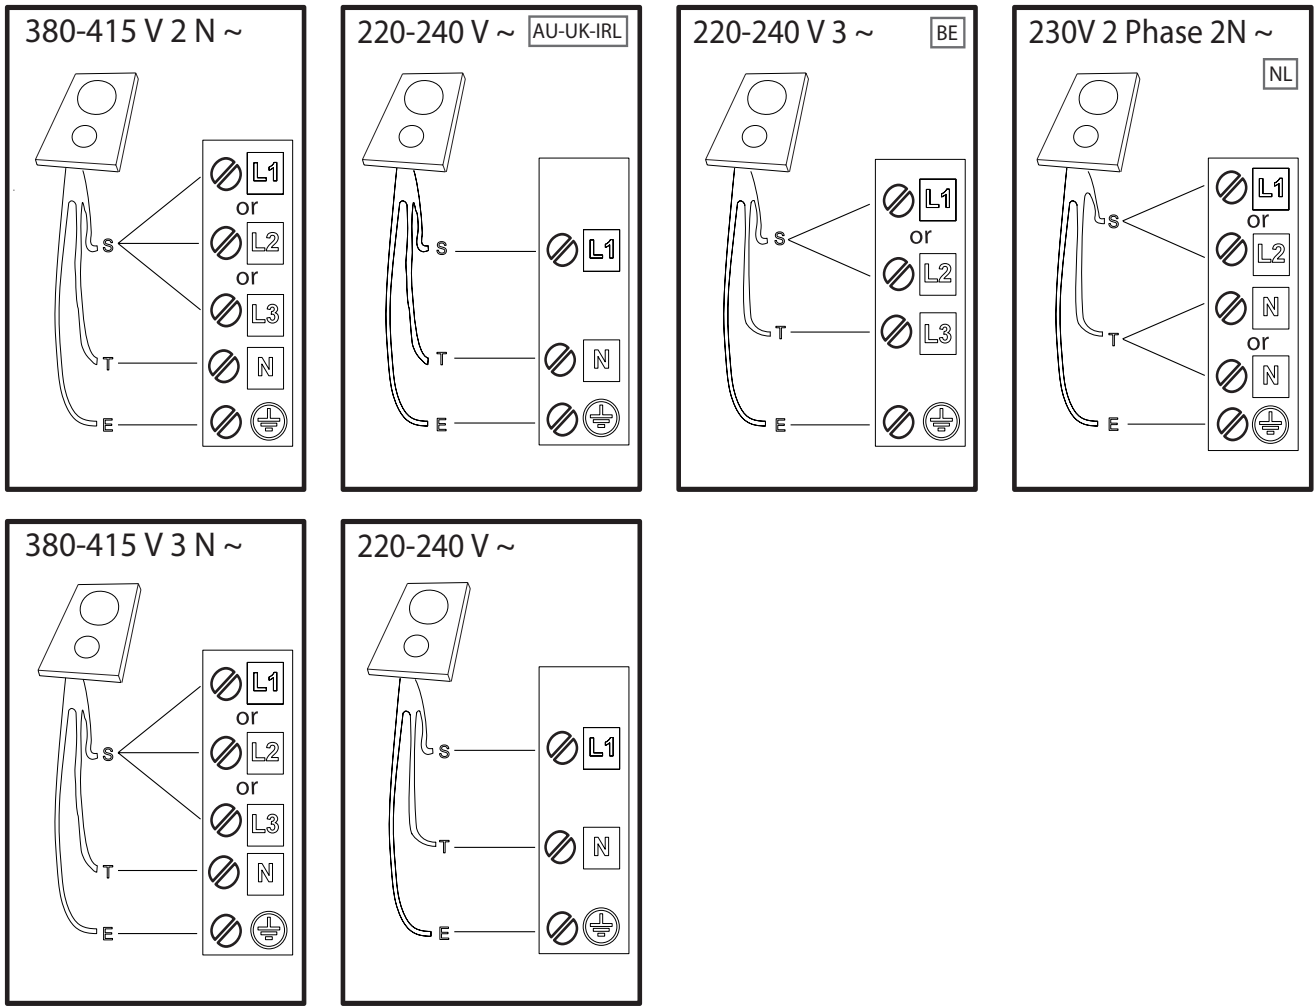 380-415 V 2 N ~
L1
or
S L2
or
L3
T N
E
220-240 V ~ AU-UK-IRL
S L1
T N
E
220-240 V 3 ~ BE
L1
S or
L2
T L3
E
230V 2 Phase 2N ~
NL
L1
S or
L2
N
T or
N
E
380-415 V 3 N ~
L1
or
S L2
or
L3
T N
E
220-240 V ~
S L1
T N
E